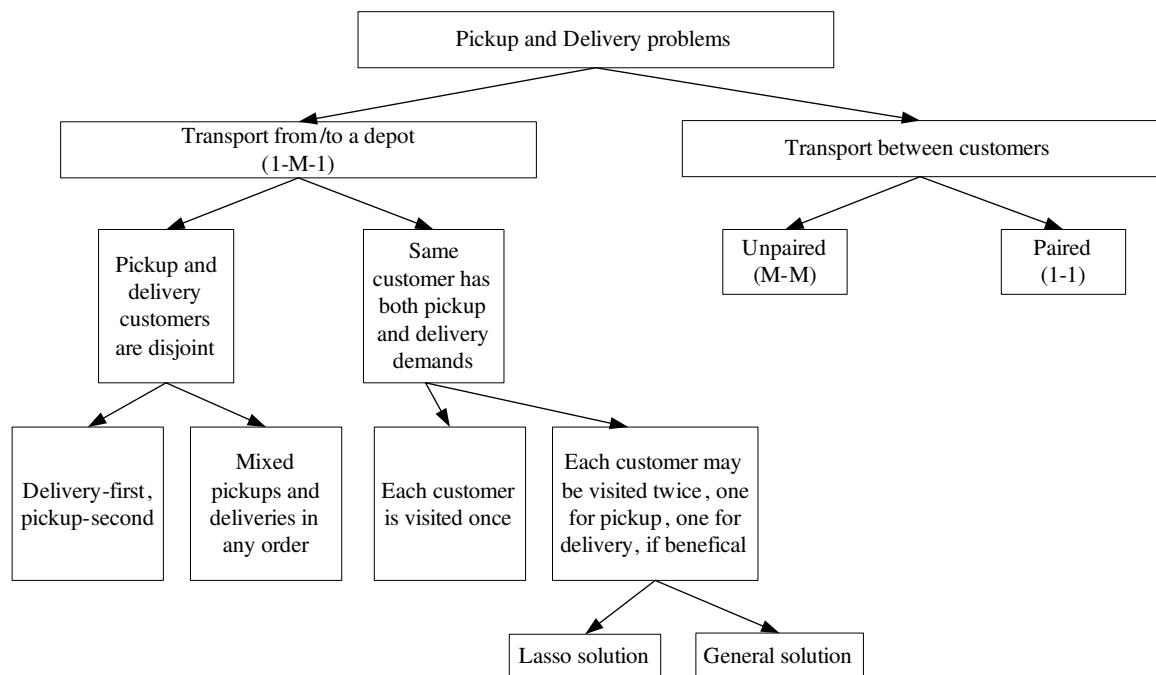 Pickup and Delivery problems
Transport from/to a depot
(1-M-1)
Transport between customers
Pickup and
delivery
customers
are disjoint
Same
customer has
both pickup
and delivery
demands
Unpaired
(M-M)
Paired
(1-1)
Delivery-first,
pickup-second
Mixed
pickups and
deliveries in
any order
Each customer
is visited once
Each customer may
be visited twice, one
for pickup, one for
delivery, if benefical
Lasso solution
General solution